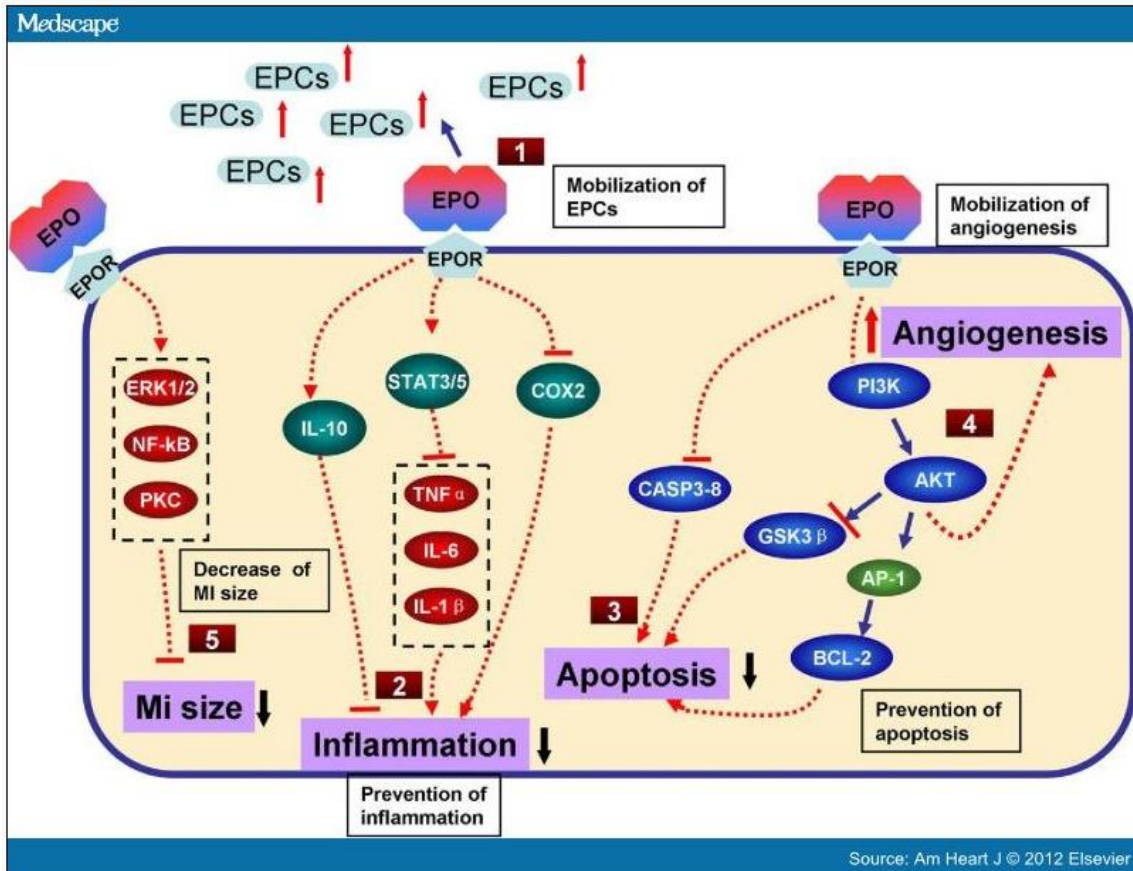 Medscape
EPCs
EPCs
EPCs
EPCs
EPCs
1
EPO
EPO
EPO
Mobilization of
EPCs
Mobilization of
angiogenesis
EPOR
EPOR
EPOR
Angiogenesis
ERK1/2
NF-kB
PKC
IL-10
STAT3/5
COX2
PI3K
4
AKT
TNF α
IL-6
IL-1 β
CASP3-8
GSK3 β
AP-1
BCL-2
Decrease of
MI size
5
Mi size
2
Inflammation
Prevention of
inflammation
3
Apoptosis
Prevention of
apoptosis
Source: Am Heart J © 2012 Elsevier